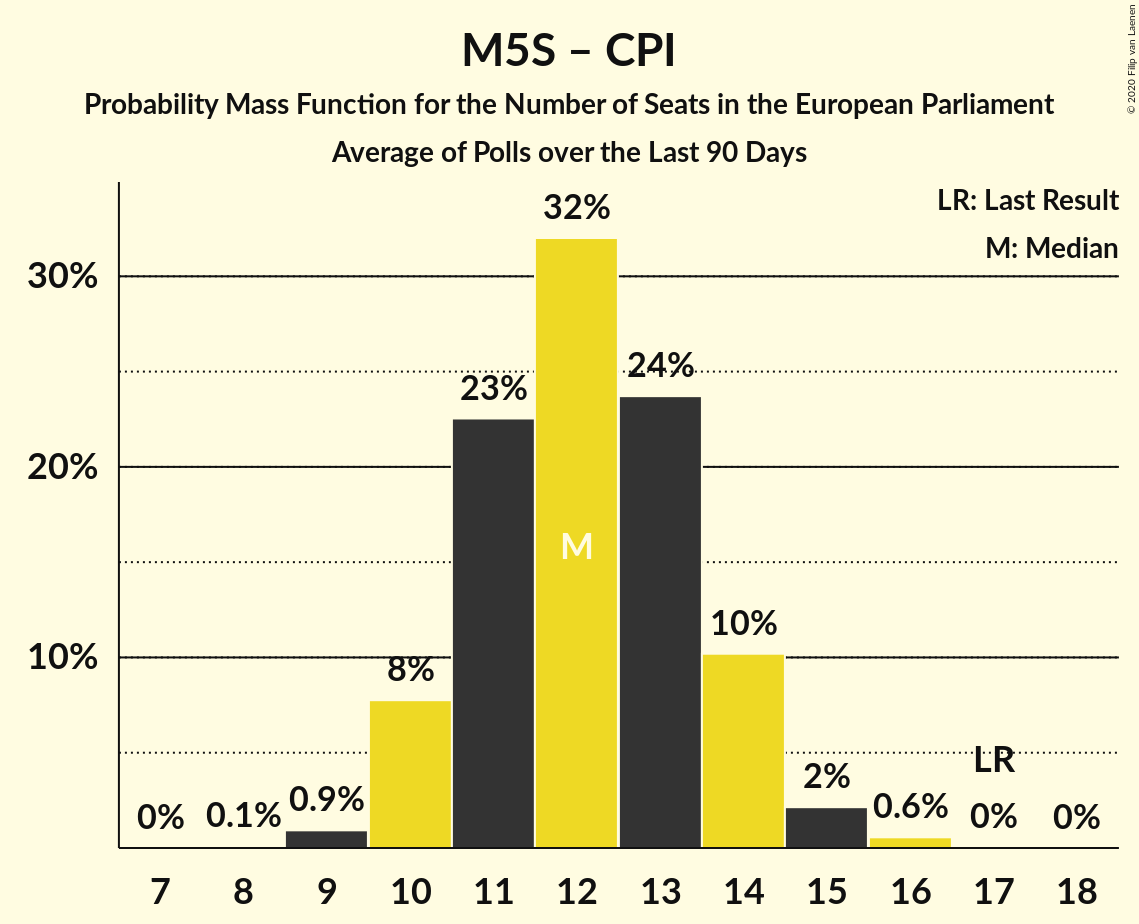 M5S – CPI
Probability Mass Function for the Number of Seats in the European Parliament
Average of Polls over the Last 90 Days
© 2020 Filip van Laenen
LR: Last Result
M: Median
30%
20%
10%
0%
0.1%
0.9%
8%
23%
32%
24%
10%
2%
0.6%
0%
0%
M
LR
7 8 9 10 11 12 13 14 15 16 17 18